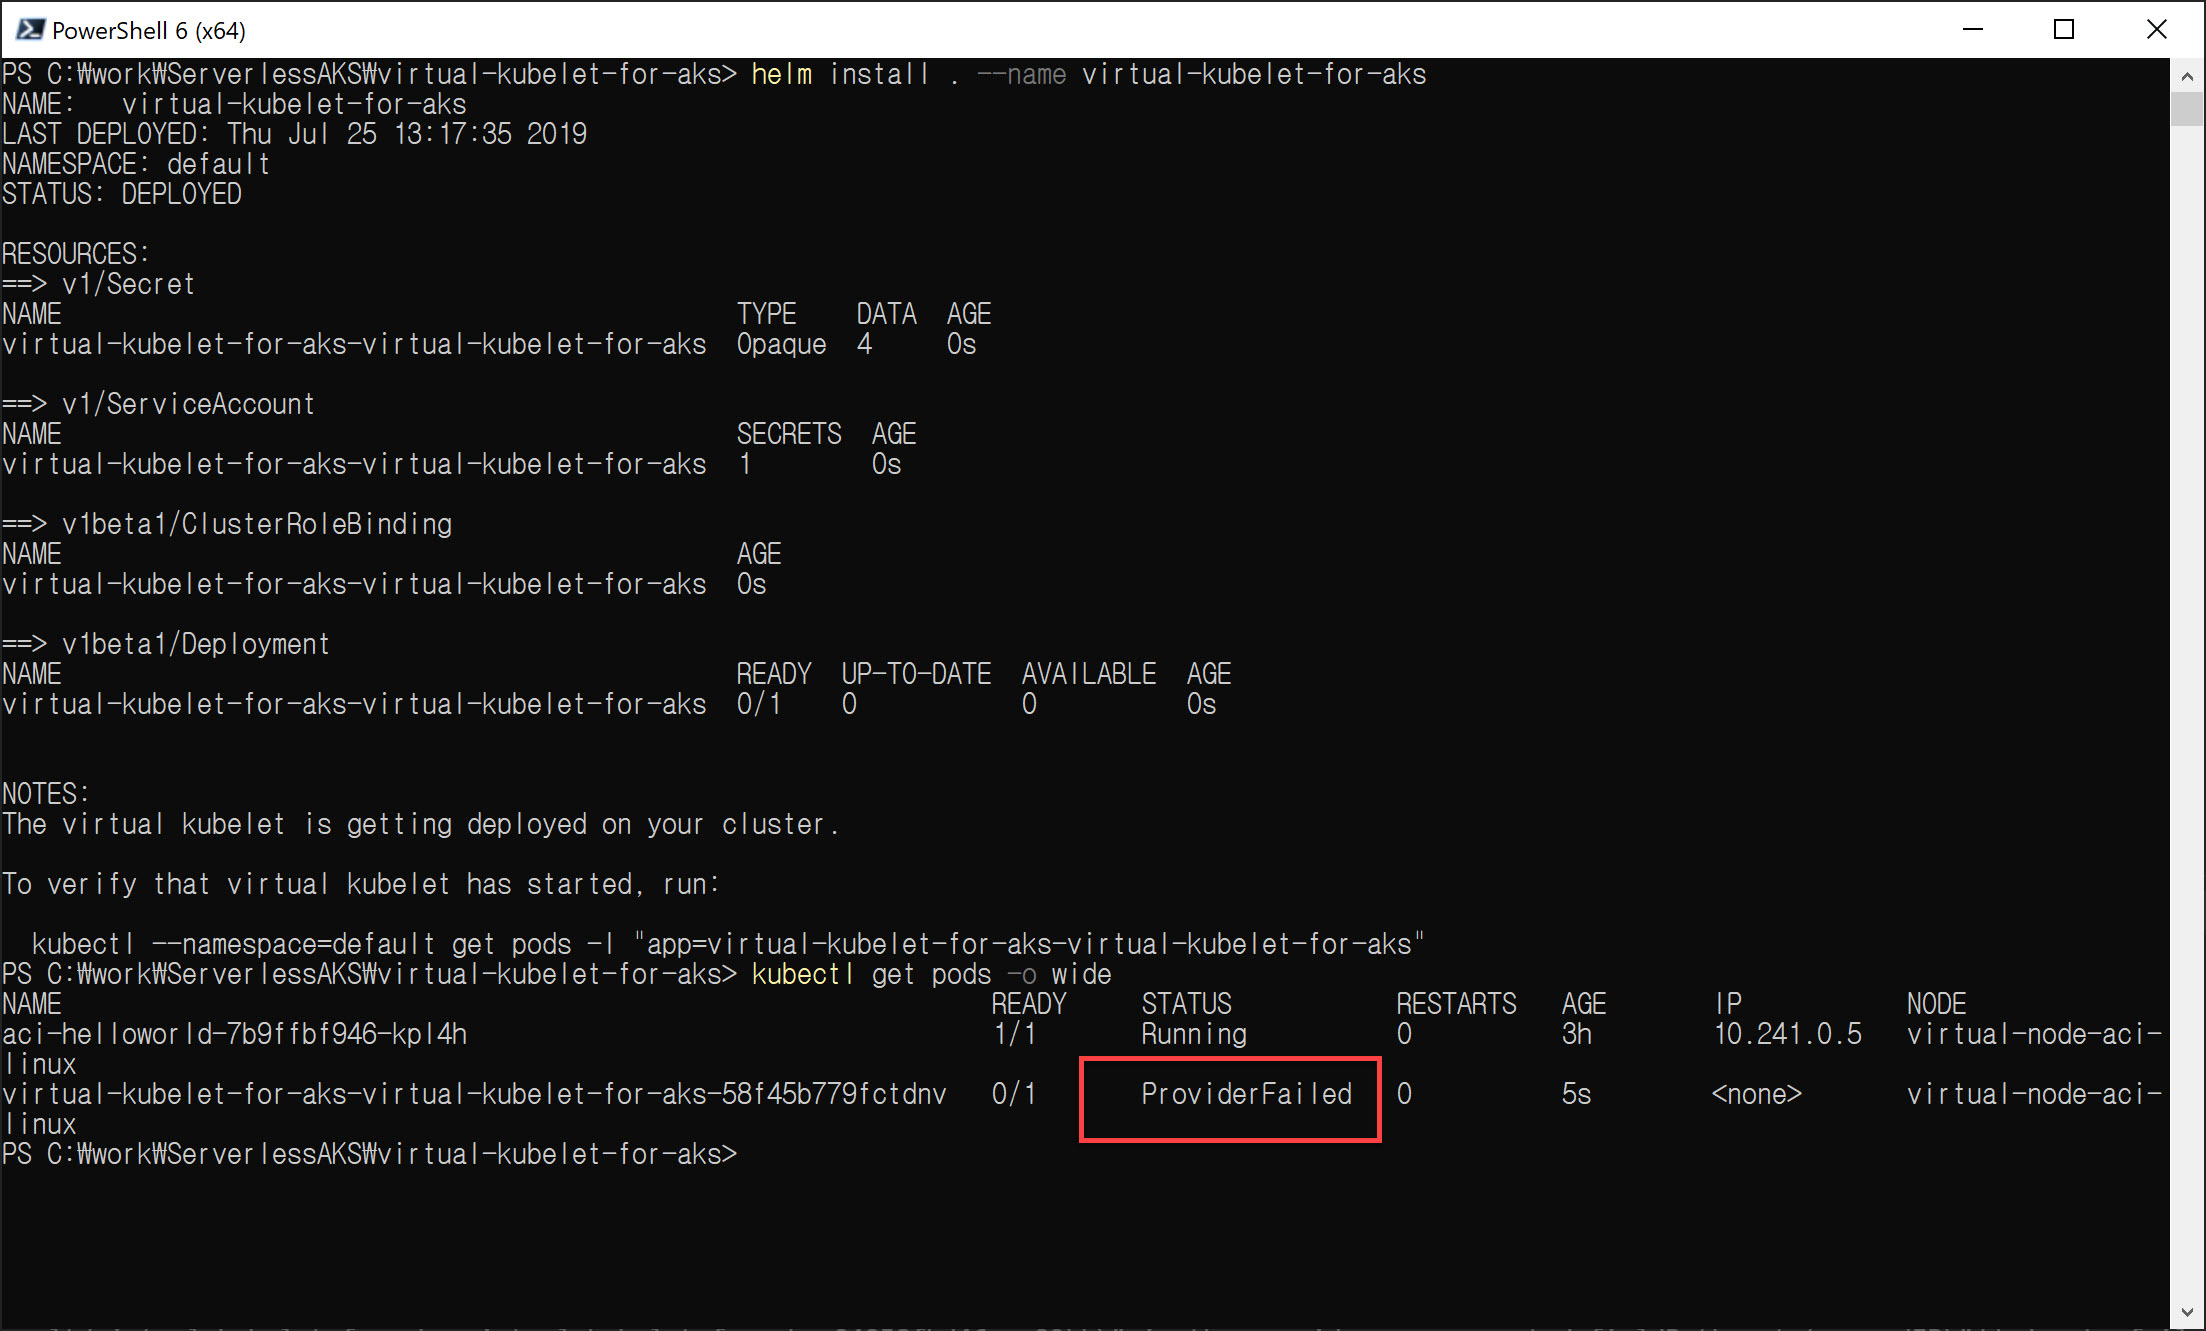 PowerShell 6 (x64)
PS C:₩work₩ServerlessAKS₩virtual-kubelet-for-aks> helm install . --name virtual-kubelet-for-aks
NAME:   virtual-kubelet-for-aks
LAST DEPLOYED: Thu Jul 25 13:17:35 2019
NAMESPACE: default
STATUS: DEPLOYED
RESOURCES:
==> v1/Secret
NAME TYPE DATA AGE
virtual-kubelet-for-aks-virtual-kubelet-for-aks Opaque 4 0s
==> v1/ServiceAccount
NAME SECRETS AGE
virtual-kubelet-for-aks-virtual-kubelet-for-aks 1 0s
==> v1beta1/ClusterRoleBinding
NAME AGE
virtual-kubelet-for-aks-virtual-kubelet-for-aks 0s
==> v1beta1/Deployment
NAME READY UP-TO-DATE AVAILABLE AGE
virtual-kubelet-for-aks-virtual-kubelet-for-aks 0/1 0 0 0s
NOTES:
The virtual kubelet is getting deployed on your cluster.
To verify that virtual kubelet has started, run:
kubectl --namespace=default get pods -l "app=virtual-kubelet-for-aks-virtual-kubelet-for-aks"
PS C:₩work₩ServerlessAKS₩virtual-kubelet-for-aks> kubectl get pods -o wide
NAME READY STATUS RESTARTS AGE IP NODE
aci-helloworld-7b9ffbf946-kpl4h 1/1 Running 0 3h 10.241.0.5 virtual-node-aci-
linux
virtual-kubelet-for-aks-virtual-kubelet-for-aks-58f45b779fctdnv 0/1 ProviderFailed 0 5s <none> virtual-node-aci-
linux
PS C:₩work₩ServerlessAKS₩virtual-kubelet-for-aks>